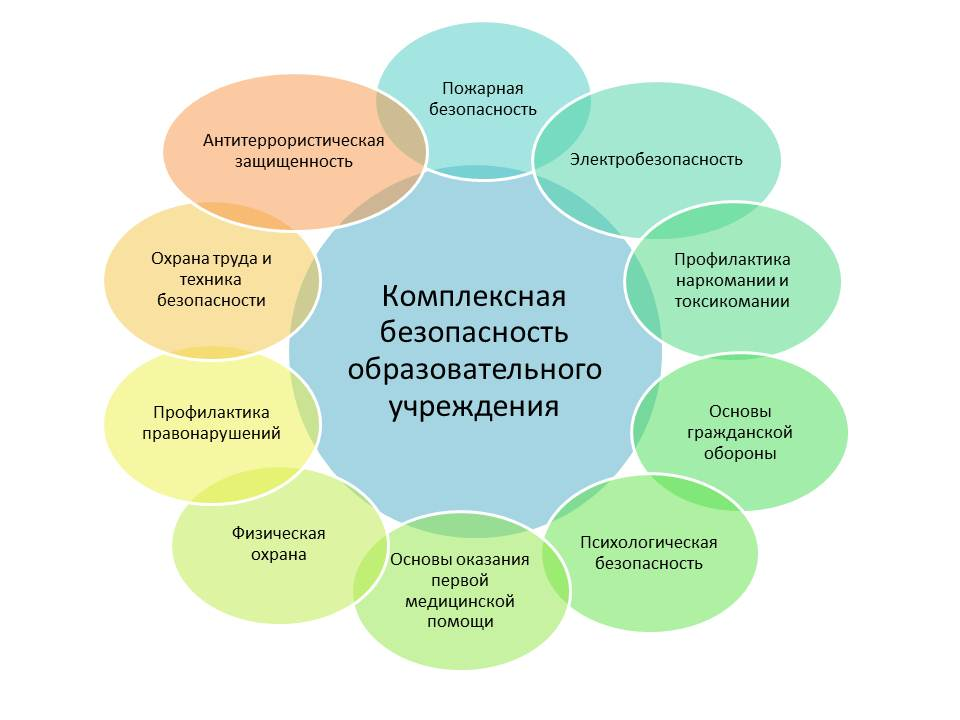 Пожарная
безопасность
Электробезопасность
Профилактика
наркомании и
токсикомании
Основы
гражданской
обороны
Психологическая
безопасность
Основы оказания
первой
медицинской
помощи
Физическая
охрана
Профилактика
правонарушений
Охрана труда и
техника
безопасности
Антитеррористическая
защищенность
Комплексная
безопасность
образовательного
учреждения